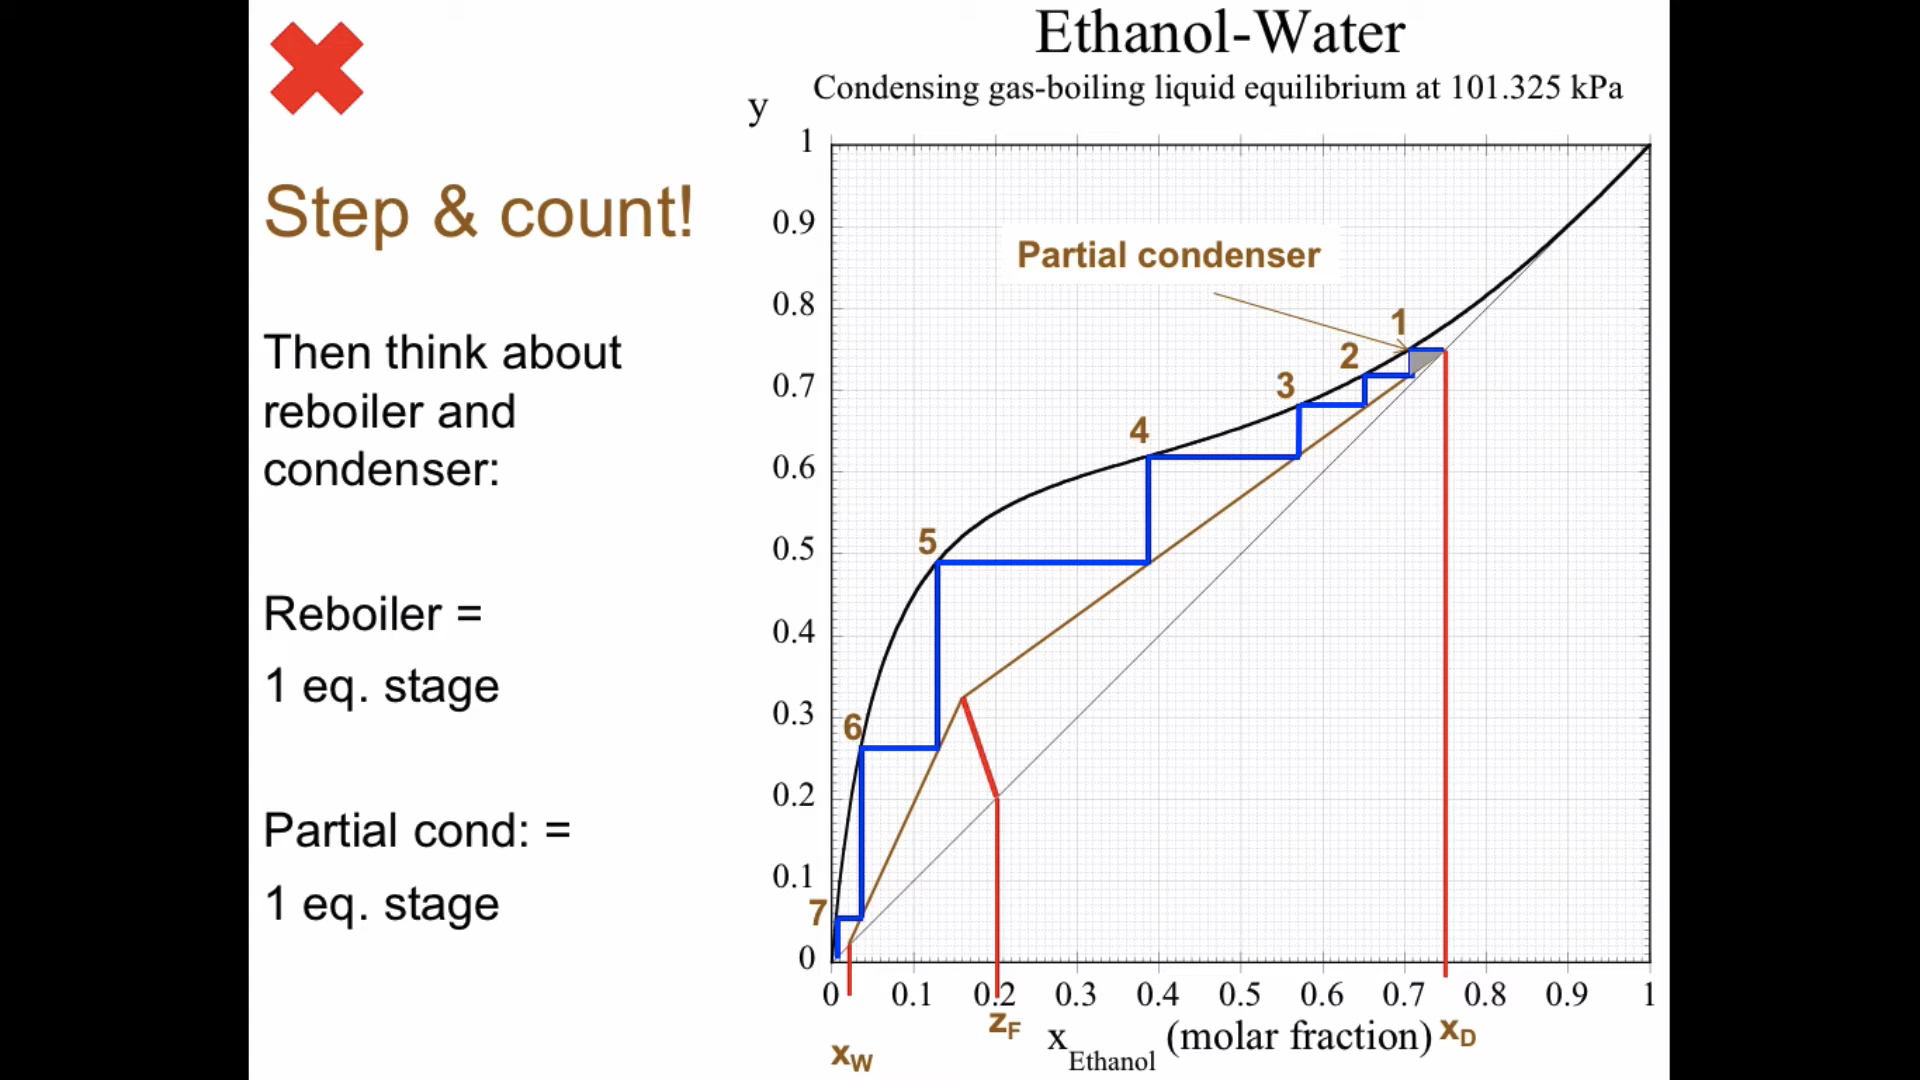 Ethanol-Water
Condensing gas-boiling liquid equilibrium at 101.325 kPa
Step & count!
Then think about
reboiler and
condenser:
Reboiler =
1 eq. stage
Partial cond: =
1 eq. stage
y
1
0.9
0.8
0.7
0.6
0.5
0.4
0.3
0.2
0.1
0
Partial condenser
1
2
3
4
5
6
7
0 0.1 0.2 0.3 0.4 0.5 0.6 0.7 0.8 0.9 1
xW
zF
xEthanol (molar fraction)
xD